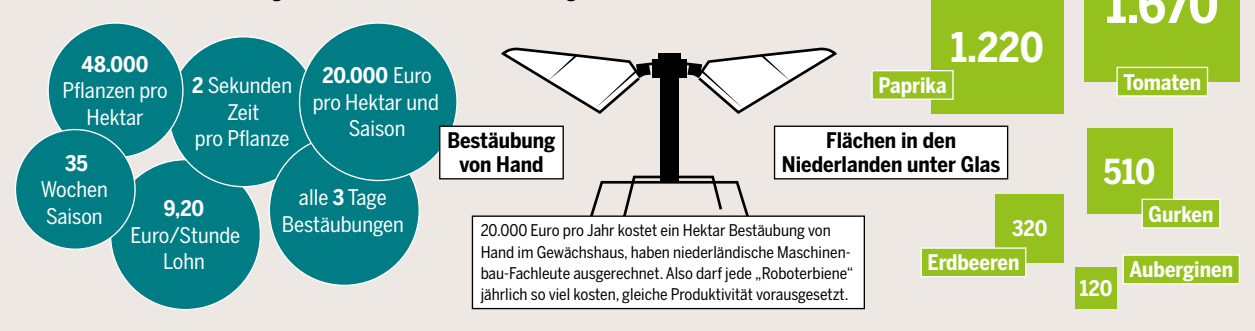 48.000
Pflanzen pro
Hektar
2 Sekunden
Zeit
pro Pflanze
20.000 Euro
pro Hektar und
Saison
35
Wochen
Saison
9,20
Euro/Stunde
Lohn
alle 3 Tage
Bestäubungen
Bestäubung
von Hand
Flächen in den
Niederlanden unter Glas
20.000 Euro pro Jahr kostet ein Hektar Bestäubung von
Hand im Gewächshaus, haben niederländische Maschinen-
bau-Fachleute ausgerechnet. Also darf jede „Roboterbiene“
jährlich so viel kosten, gleiche Produktivität vorausgesetzt.
1.220
Paprika
1.670
Tomaten
510
Gurken
320
Erdbeeren
120
Auberginen